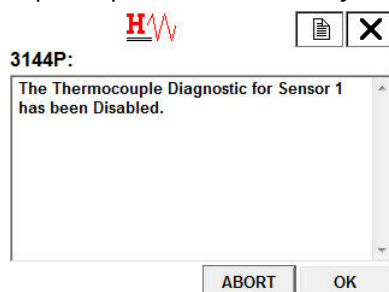 H
3144P:
The Thermocouple Diagnostic for Sensor 1
has been Disabled.
ABORT OK